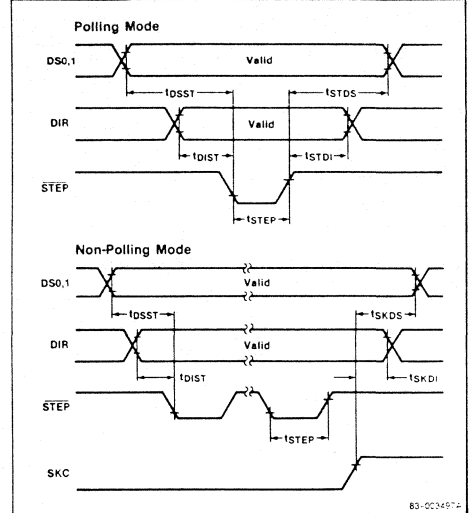 Polling Mode
DS0,1
Valid
tDSST
tSTDS
DIR
Valid
tDIST
tSTDI
STEP
tSTEP
Non-Polling Mode
DS0,1
Valid
tDSST
tSKDS
DIR
Valid
tDIST
tSKDI
STEP
tSTEP
SKC
83-003497A